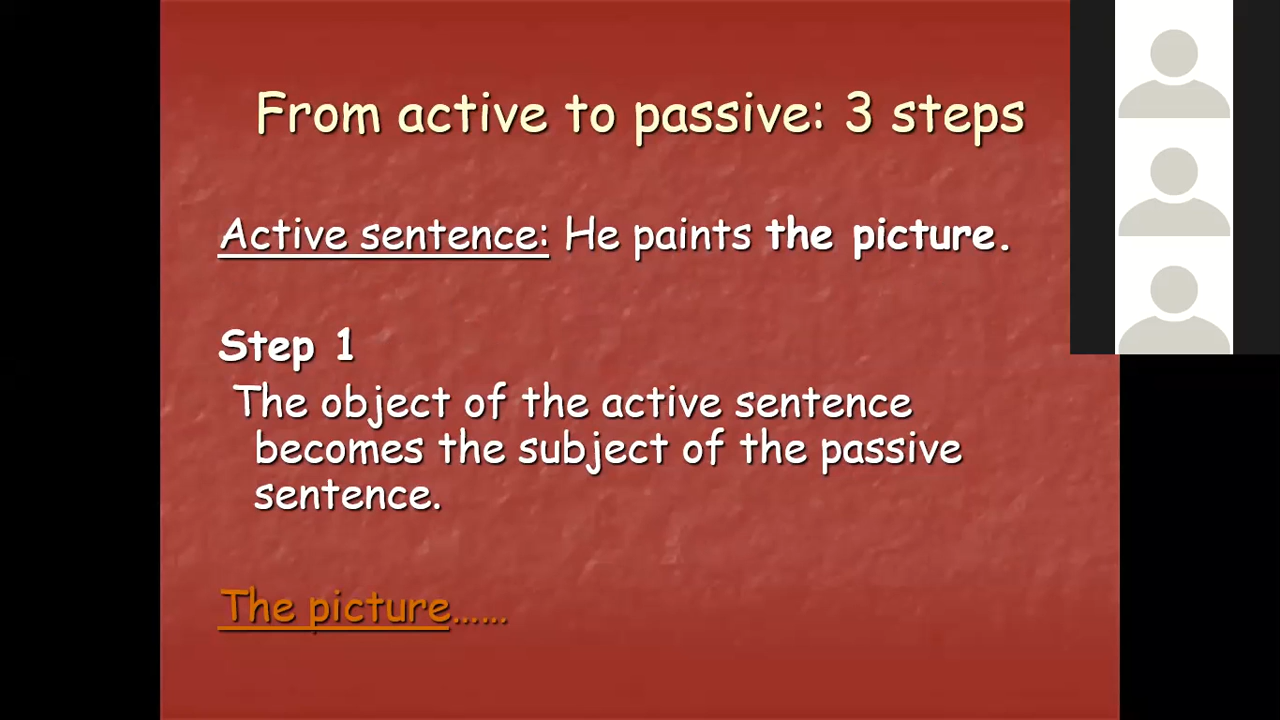 From active to passive: 3 steps
Active sentence: He paints the picture.
Step 1
The object of the active sentence
becomes the subject of the passive
sentence.
The picture……